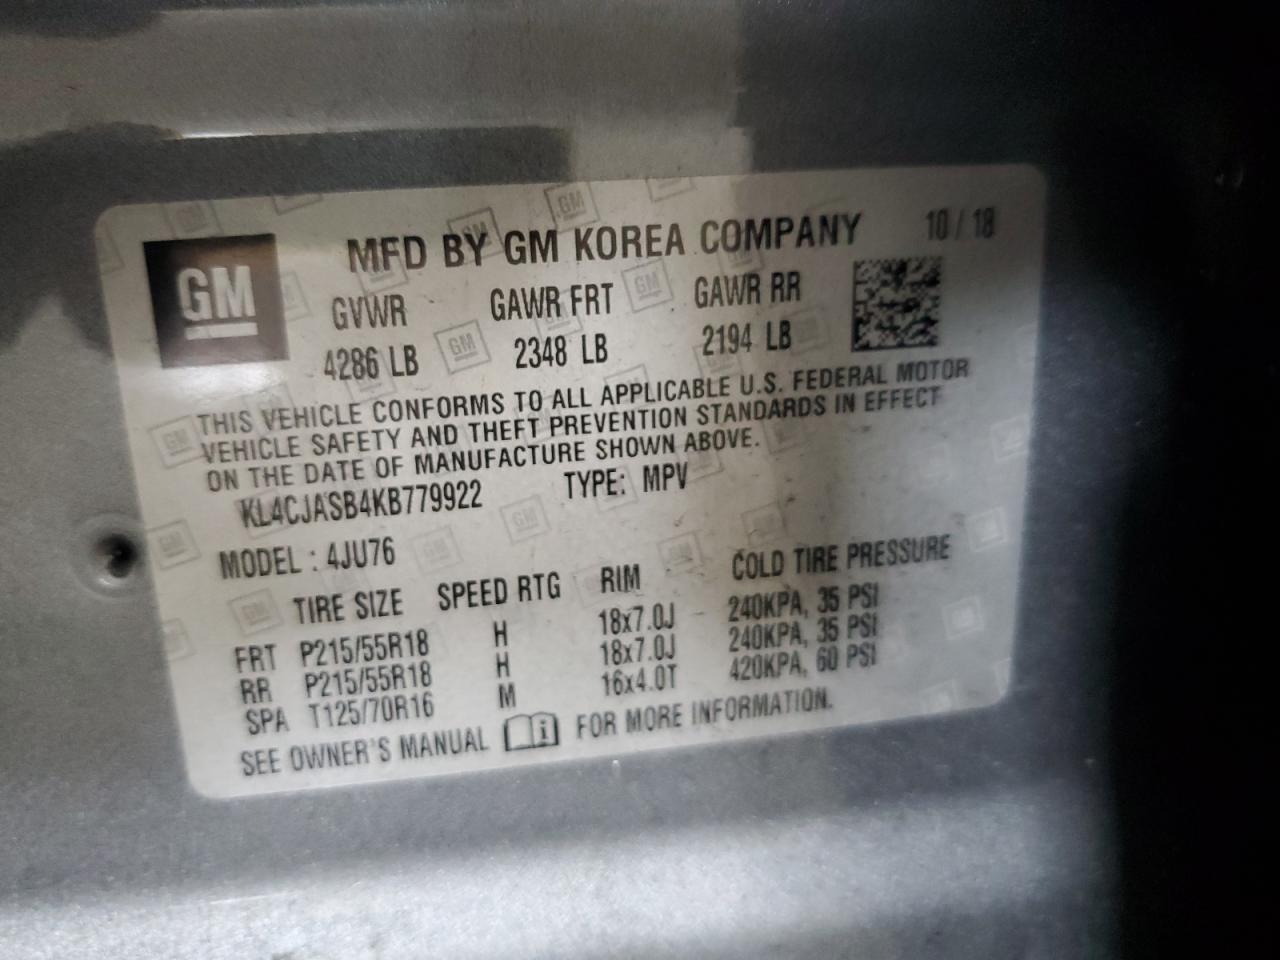 GM
MFD BY GM KOREA COMPANY 10 / 18
GVWR GAWR FRT GAWR RR
4286 LB 2348 LB 2194 LB
THIS VEHICLE CONFORMS TO ALL APPLICABLE U.S. FEDERAL MOTOR
VEHICLE SAFETY AND THEFT PREVENTION STANDARDS IN EFFECT
ON THE DATE OF MANUFACTURE SHOWN ABOVE.
KL4CJASB4KB779922 TYPE: MPV
MODEL : 4JU76
TIRE SIZE SPEED RTG RIM COLD TIRE PRESSURE
FRT P215/55R18 H 18x7.0J 240KPA, 35 PSI
RR P215/55R18 H 18x7.0J 240KPA, 35 PSI
SPA T125/70R16 M 16x4.0T 420KPA, 60 PSI
SEE OWNER'S MANUAL FOR MORE INFORMATION.